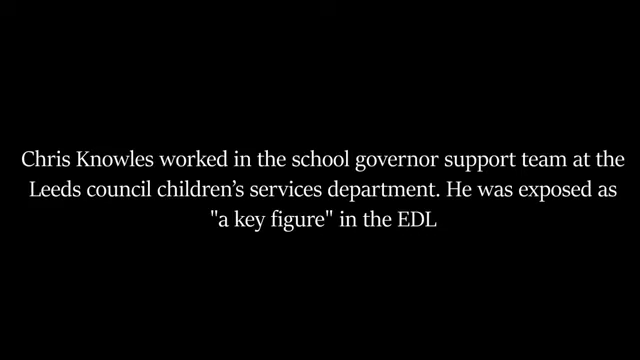 Chris Knowles worked in the school governor support team at the
Leeds council children’s services department. He was exposed as
"a key figure" in the EDL